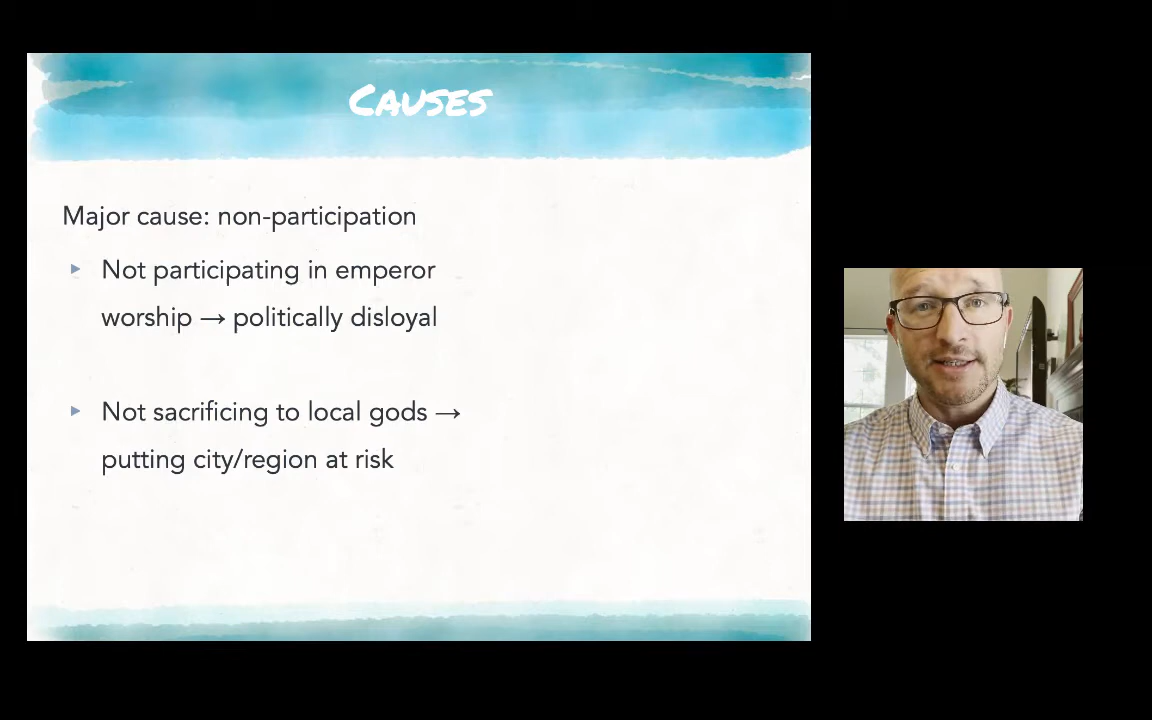 Causes
Major cause: non-participation
▸ Not participating in emperor
worship → politically disloyal
▸ Not sacrificing to local gods →
putting city/region at risk